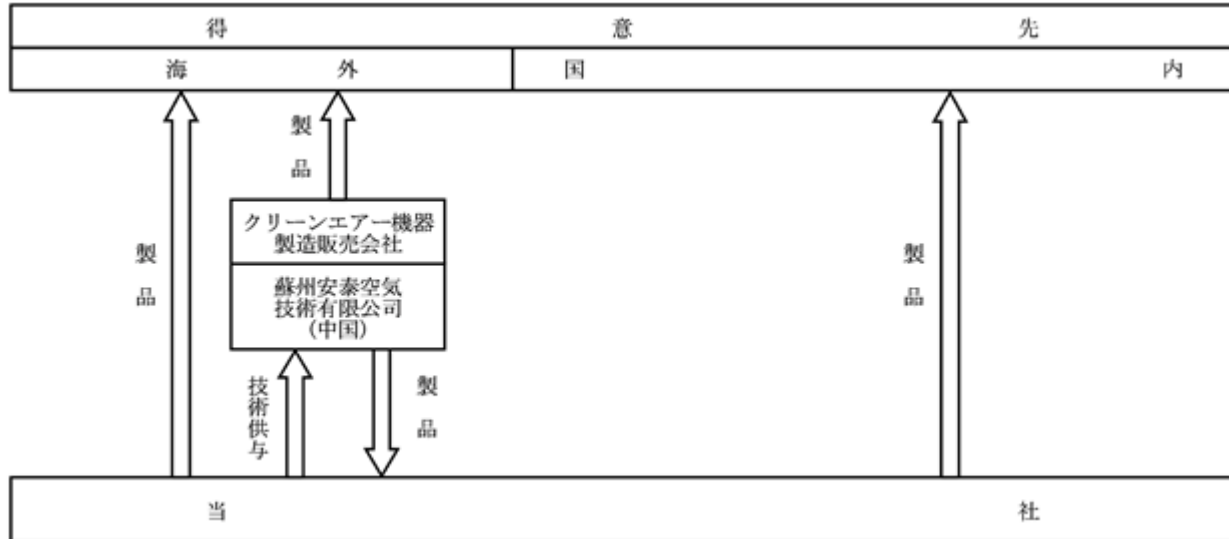 得意先
海外
国内
製品
クリーンエアー機器
製造販売会社
蘇州安泰空気
技術有限公司
（中国）
製品
製品
技術供与
製品
当社